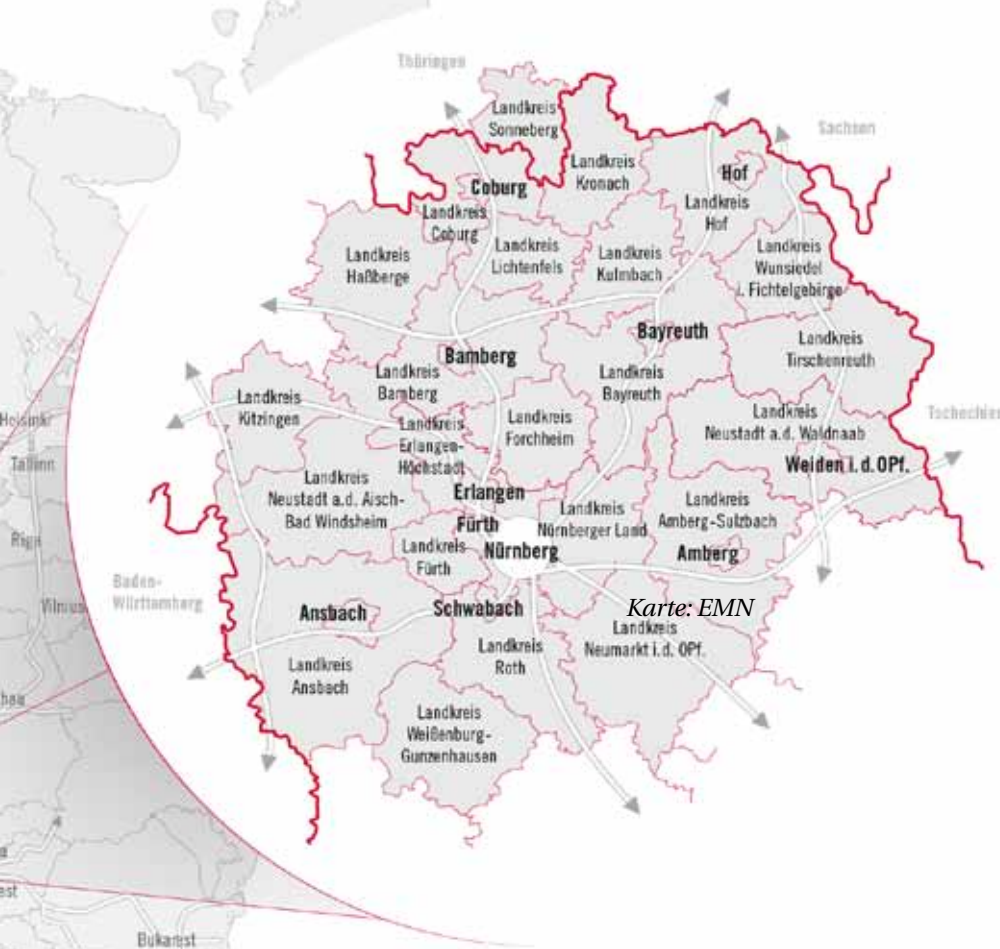 Thüringen
Landkreis
Sonneberg
Sachsen
Landkreis
Kronach
Hof
Coburg
Landkreis
Hof
Landkreis
Coburg
Landkreis
Haßberge
Landkreis
Lichtenfels
Landkreis
Kulmbach
Landkreis
Wunsiedel
i. Fichtelgebirge
Bayreuth
Landkreis
Tirschenreuth
Bamberg
Landkreis
Bamberg
Landkreis
Bayreuth
Landkreis
Kitzingen
Landkreis
Erlangen-
Höchstadt
Landkreis
Forchheim
Landkreis
Neustadt a.d. Waldnaab
Tschechien
Helsinki
Tallinn
Riga
Vilnius
Weiden i.d.OPf.
Landkreis
Neustadt a.d. Aisch-
Bad Windsheim
Erlangen
Fürth
Nürnberg
Landkreis
Nürnberger Land
Landkreis
Amberg-Sulzbach
Amberg
Landkreis
Fürth
Baden-
Württemberg
Ansbach
Schwabach
Karte: EMN
Landkreis
Neumarkt i.d. OPf.
Landkreis
Roth
Landkreis
Ansbach
Landkreis
Weißenburg-
Gunzenhausen
hau
a
est
Bukarest